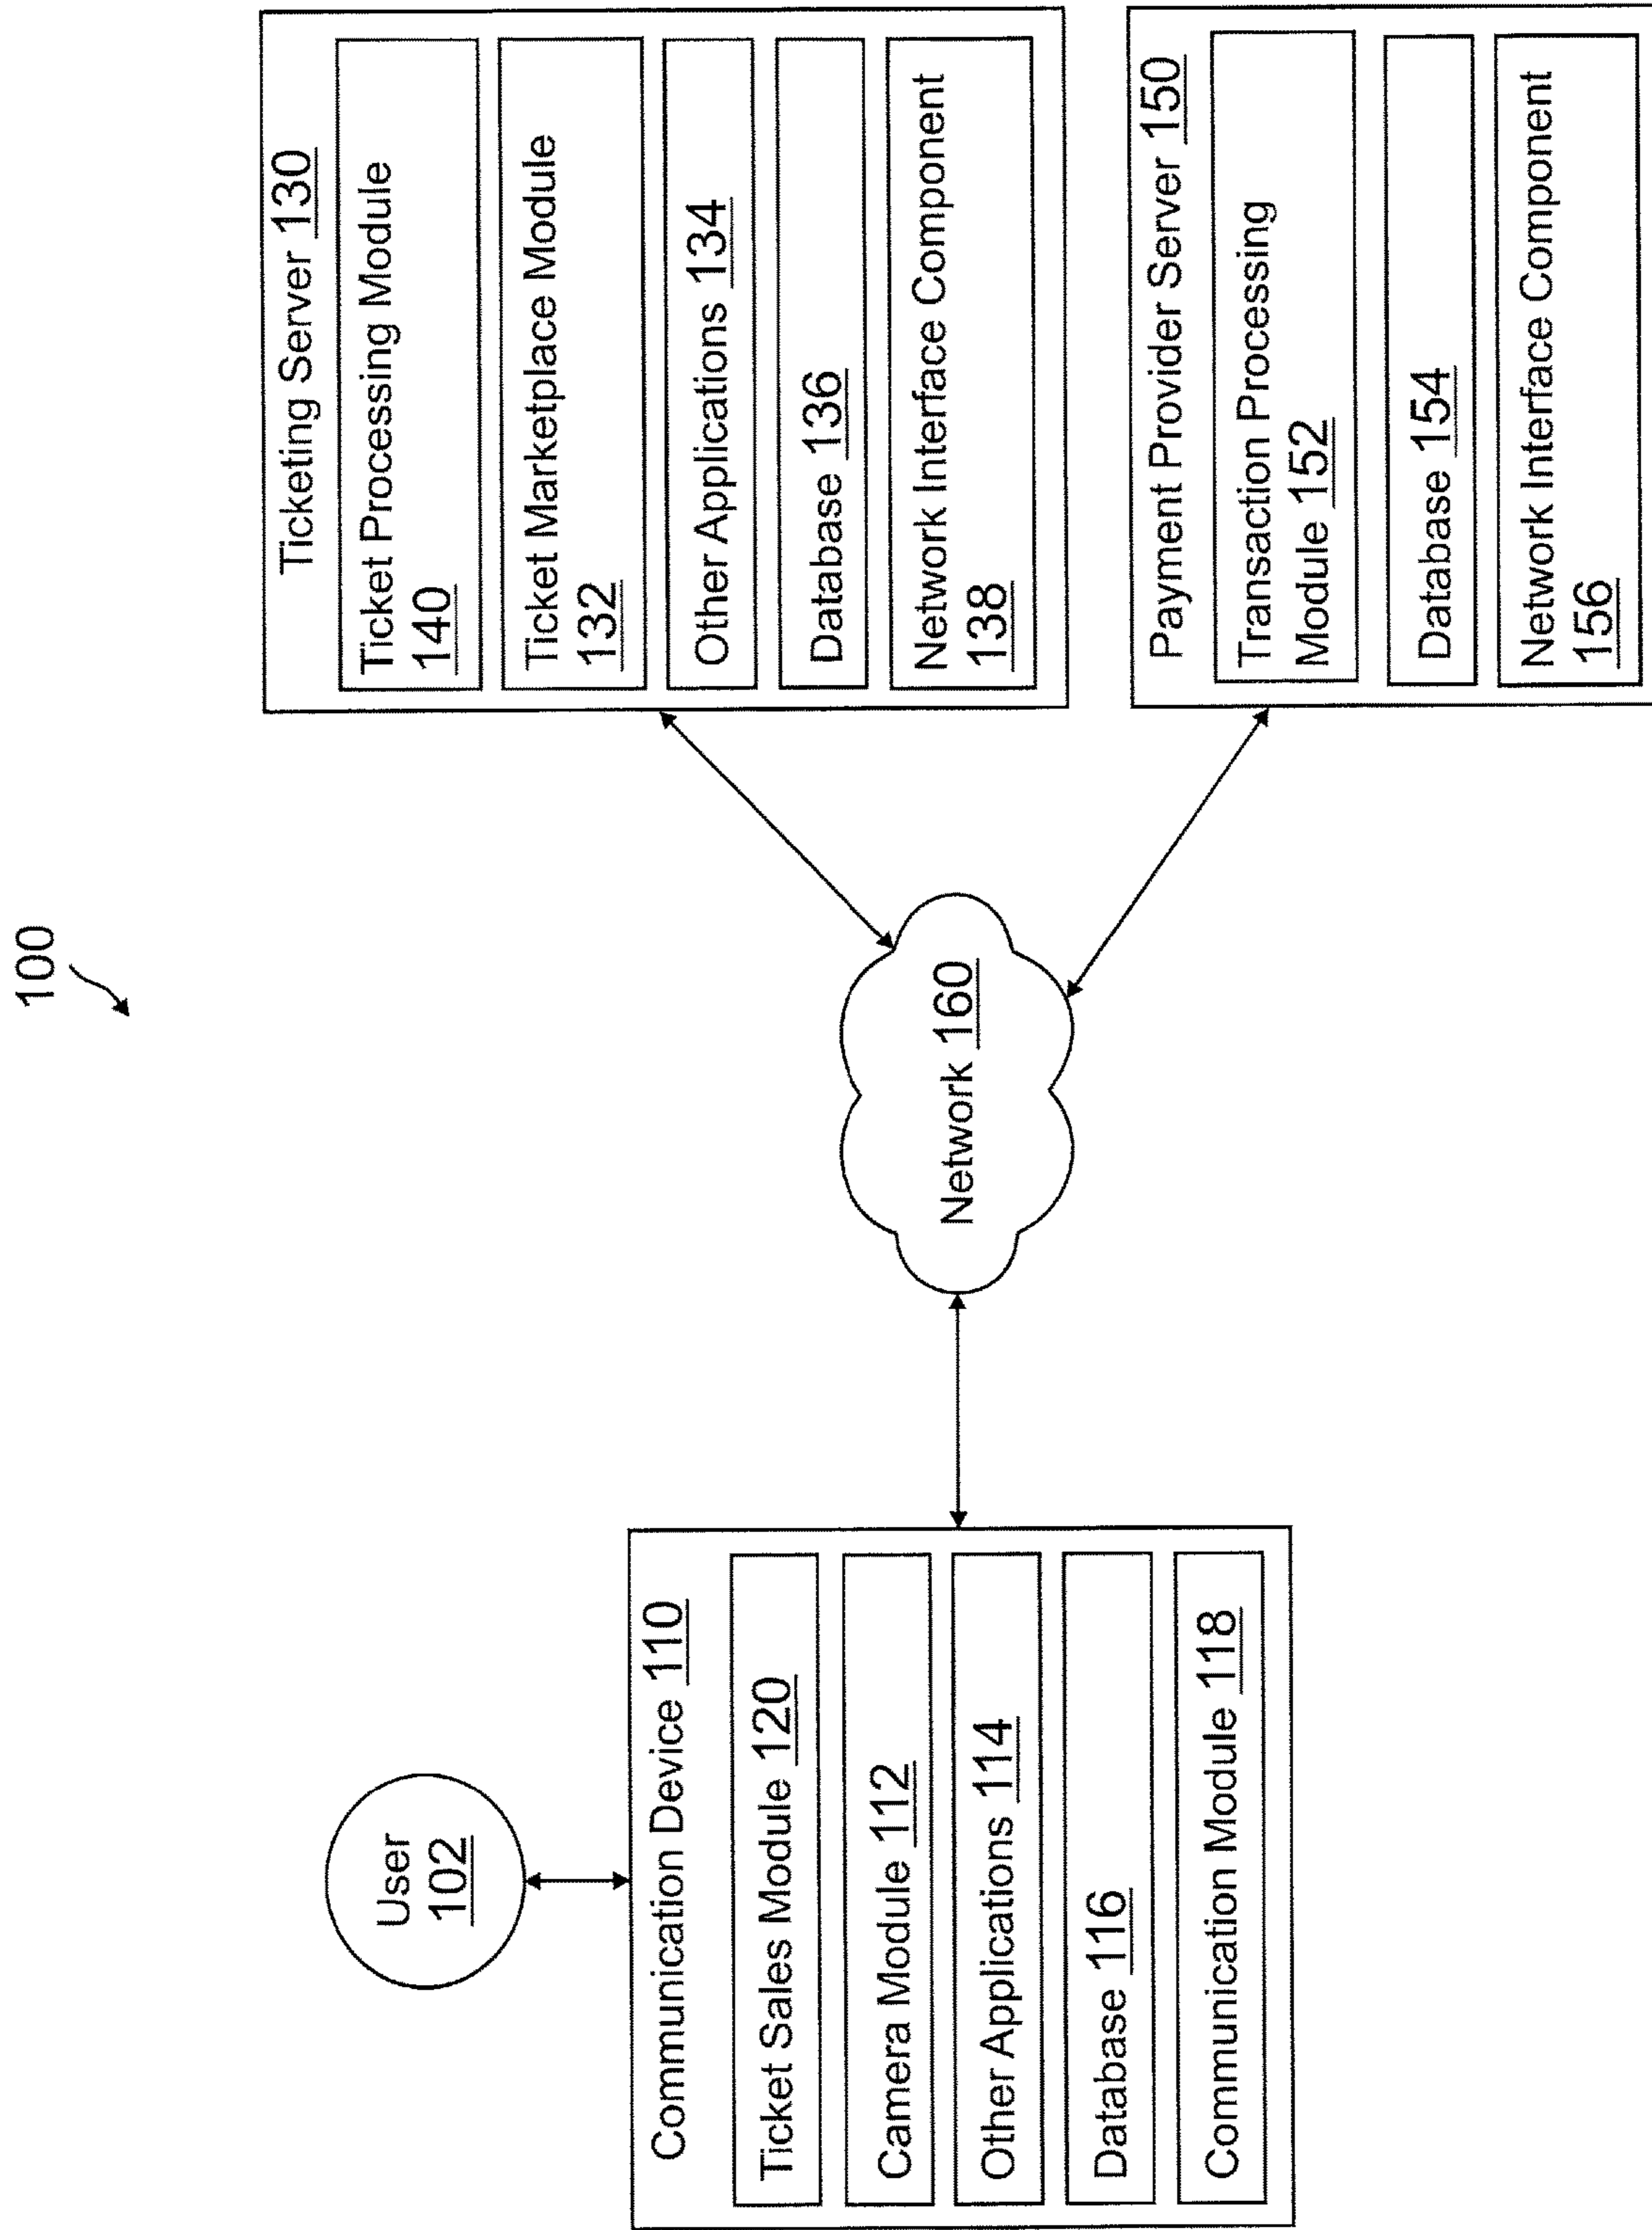 100
User
102
Communication Device 110
Ticket Sales Module 120
Camera Module 112
Other Applications 114
Database 116
Communication Module 118
Network 160
Ticketing Server 130
Ticket Processing Module
140
Ticket Marketplace Module
132
Other Applications 134
Database 136
Network Interface Component
138
Payment Provider Server 150
Transaction Processing
Module 152
Database 154
Network Interface Component
156